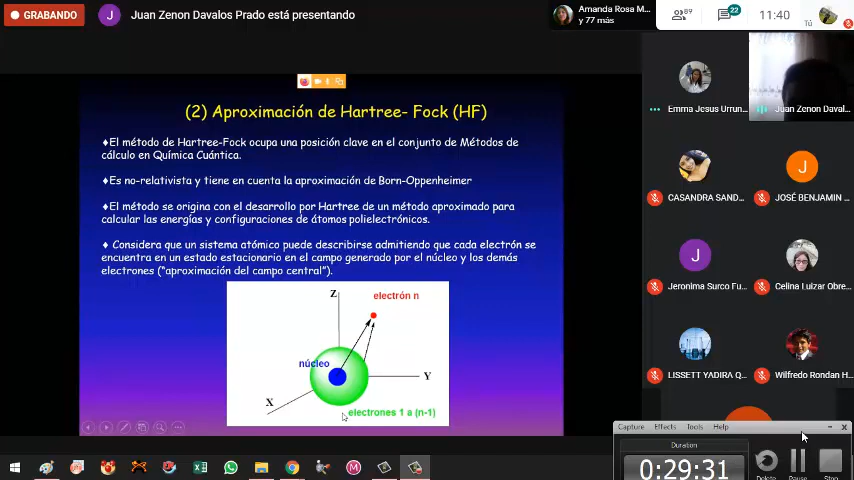 GRABANDO
J
Juan Zenon Davalos Prado está presentando
Amanda Rosa M...
y 77 más
89
22
11:40
Tú
(2) Aproximación de Hartree- Fock (HF)
♦El método de Hartree-Fock ocupa una posición clave en el conjunto de Métodos de
cálculo en Química Cuántica.
♦Es no-relativista y tiene en cuenta la aproximación de Born-Oppenheimer
♦El método se origina con el desarrollo por Hartree de un método aproximado para
calcular las energías y configuraciones de átomos polielectrónicos.
♦ Considera que un sistema atómico puede describirse admitiendo que cada electrón se
encuentra en un estado estacionario en el campo generado por el núcleo y los demás
electrones ("aproximación del campo central").
Z
electrón n
núcleo
Y
X
electrones 1 a (n-1)
Emma Jesus Urrun...
Juan Zenon Daval...
CASANDRA SAND...
J
JOSÉ BENJAMIN ...
J
Jeronima Surco Fu...
Celina Luizar Obre...
LISSETT YADIRA Q...
Wilfredo Rondan H...
Capture Effects Tools Help
Duration
0:29:31
Delete Pause Stop